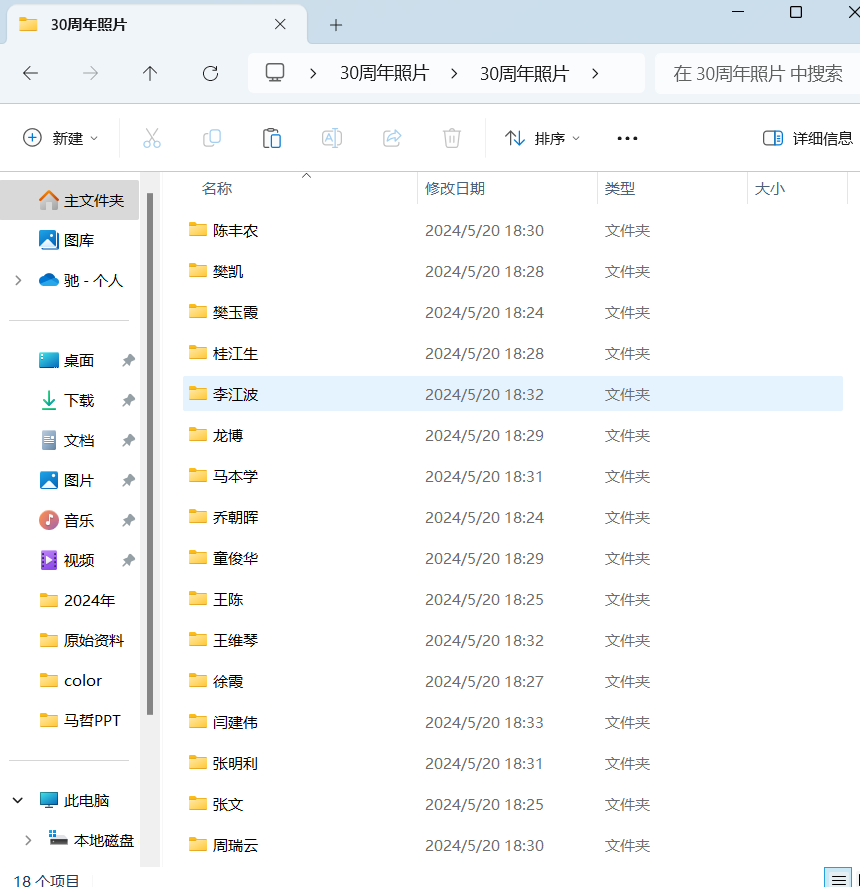 30周年照片
30周年照片 30周年照片 在 30周年照片 中搜索
新建 排序 详细信息
名称 修改日期 类型 大小
主文件夹
图库
驰 - 个人
桌面
下载
文档
图片
音乐
视频
2024年
原始资料
color
马哲PPT
此电脑
本地磁盘
陈丰农 2024/5/20 18:30 文件夹
樊凯 2024/5/20 18:28 文件夹
樊玉霞 2024/5/20 18:24 文件夹
桂江生 2024/5/20 18:28 文件夹
李江波 2024/5/20 18:32 文件夹
龙博 2024/5/20 18:29 文件夹
马本学 2024/5/20 18:31 文件夹
乔朝晖 2024/5/20 18:24 文件夹
童俊华 2024/5/20 18:29 文件夹
王陈 2024/5/20 18:25 文件夹
王维琴 2024/5/20 18:32 文件夹
徐霞 2024/5/20 18:27 文件夹
闫建伟 2024/5/20 18:33 文件夹
张明利 2024/5/20 18:31 文件夹
张文 2024/5/20 18:25 文件夹
周瑞云 2024/5/20 18:30 文件夹
18 个项目